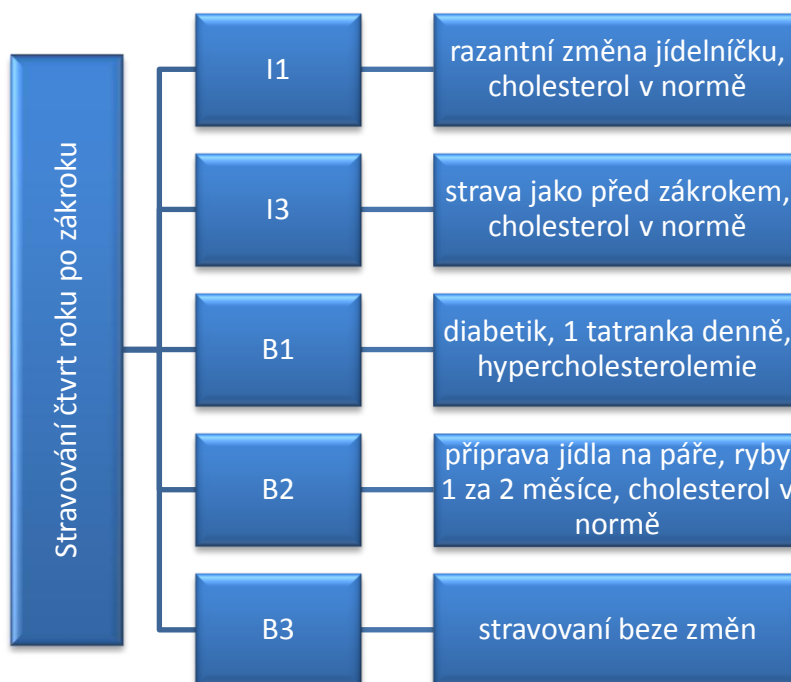 Stravování čtvrt roku po zákroku
I1
razantní změna jídelníčku,
cholesterol v normě
I3
strava jako před zákrokem,
cholesterol v normě
B1
diabetik, 1 tatranka denně,
hypercholesterolemie
B2
příprava jídla na páře, ryby
1 za 2 měsíce, cholesterol v
normě
B3
stravovaní beze změn